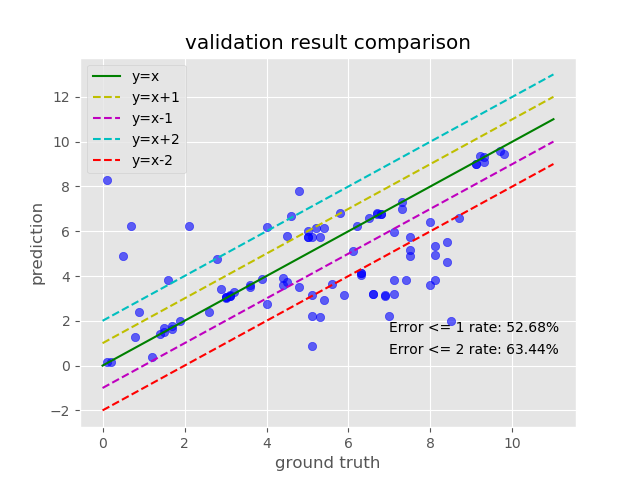 validation result comparison
y=x
y=x+1
y=x-1
y=x+2
y=x-2
12
10
8
6
4
2
0
−2
prediction
Error <= 1 rate: 52.68%
Error <= 2 rate: 63.44%
0 2 4 6 8 10
ground truth